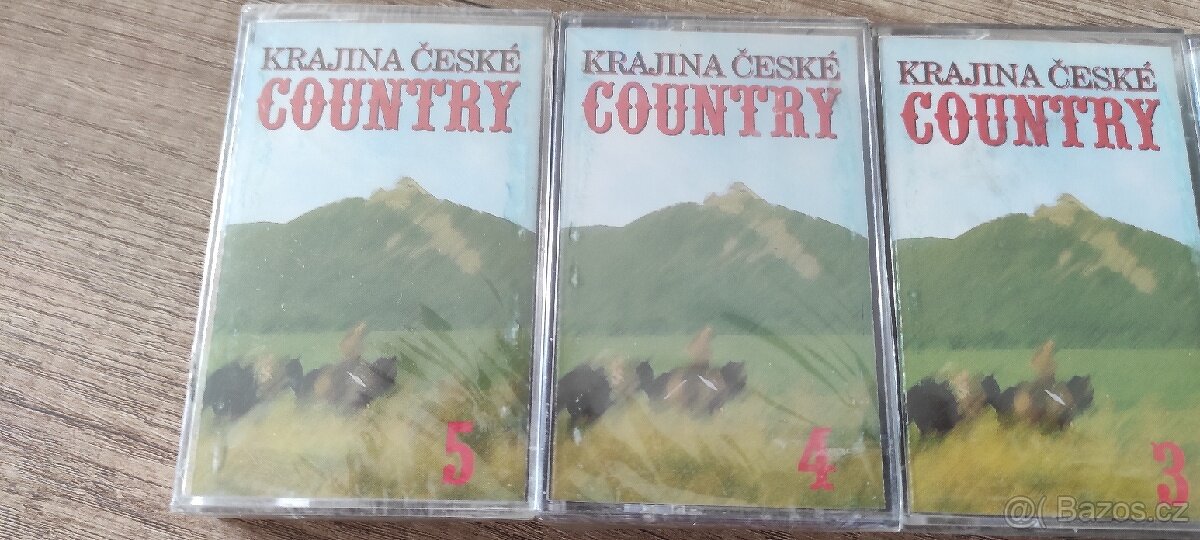 KRAJINA ČESKÉ
COUNTRY
5
KRAJINA ČESKÉ
COUNTRY
4
KRAJINA ČESKÉ
COUNTRY
3
@( Bazos.cz